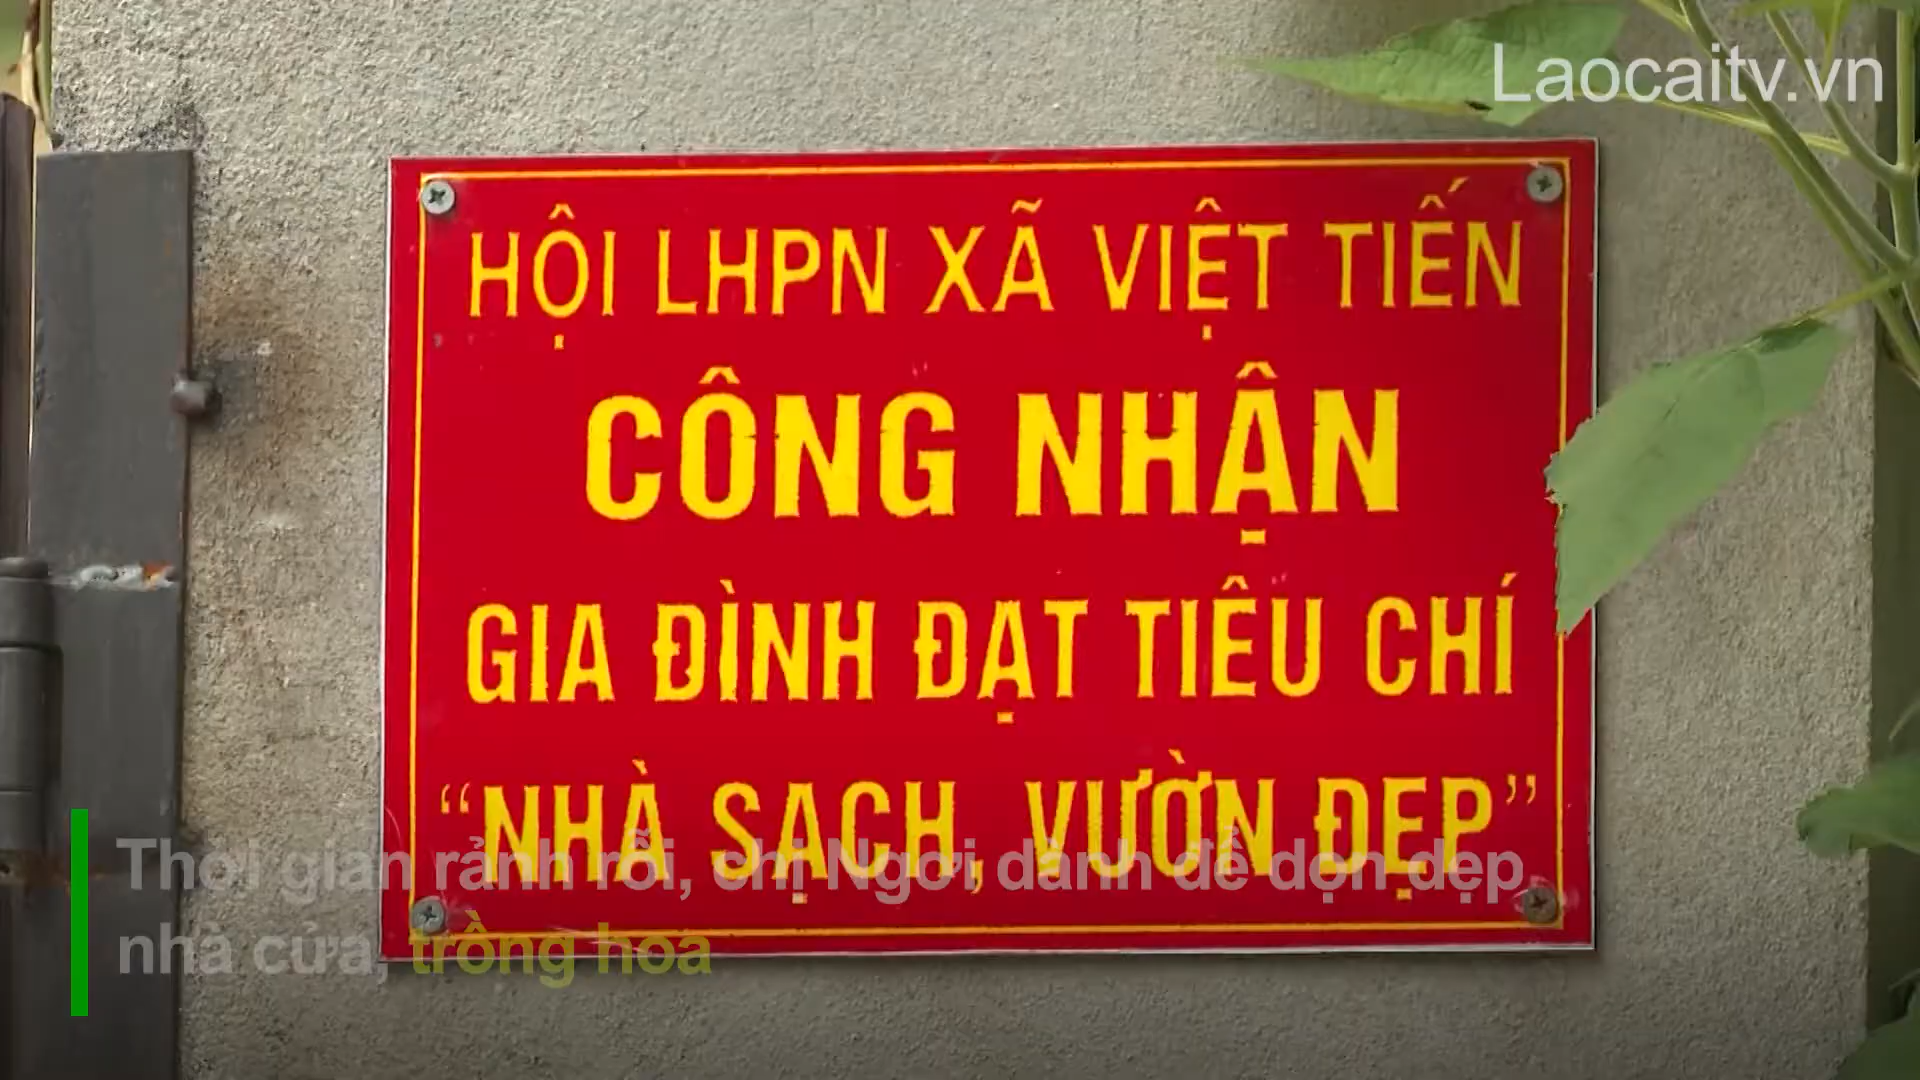 Laocaitv.vn
HỘI LHPN XÃ VIỆT TIẾN
CÔNG NHẬN
GIA ĐÌNH ĐẠT TIÊU CHÍ
“NHÀ SẠCH, VƯỜN ĐẸP”
Thời gian rảnh rỗi, chị Ngơi dành để dọn dẹp
nhà cửa, trồng hoa